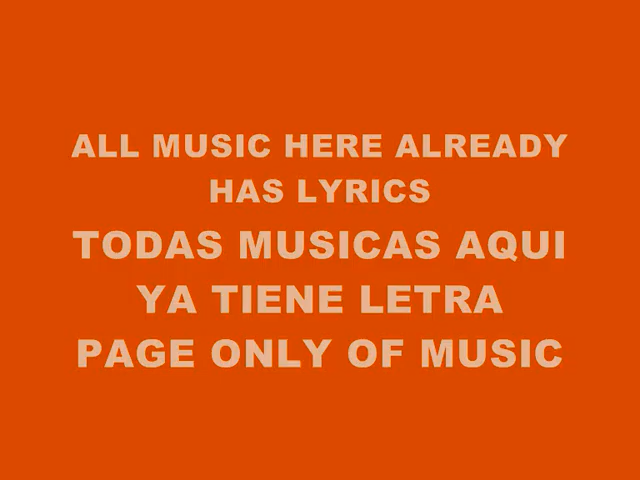 ALL MUSIC HERE ALREADY
HAS LYRICS
TODAS MUSICAS AQUI
YA TIENE LETRA
PAGE ONLY OF MUSIC